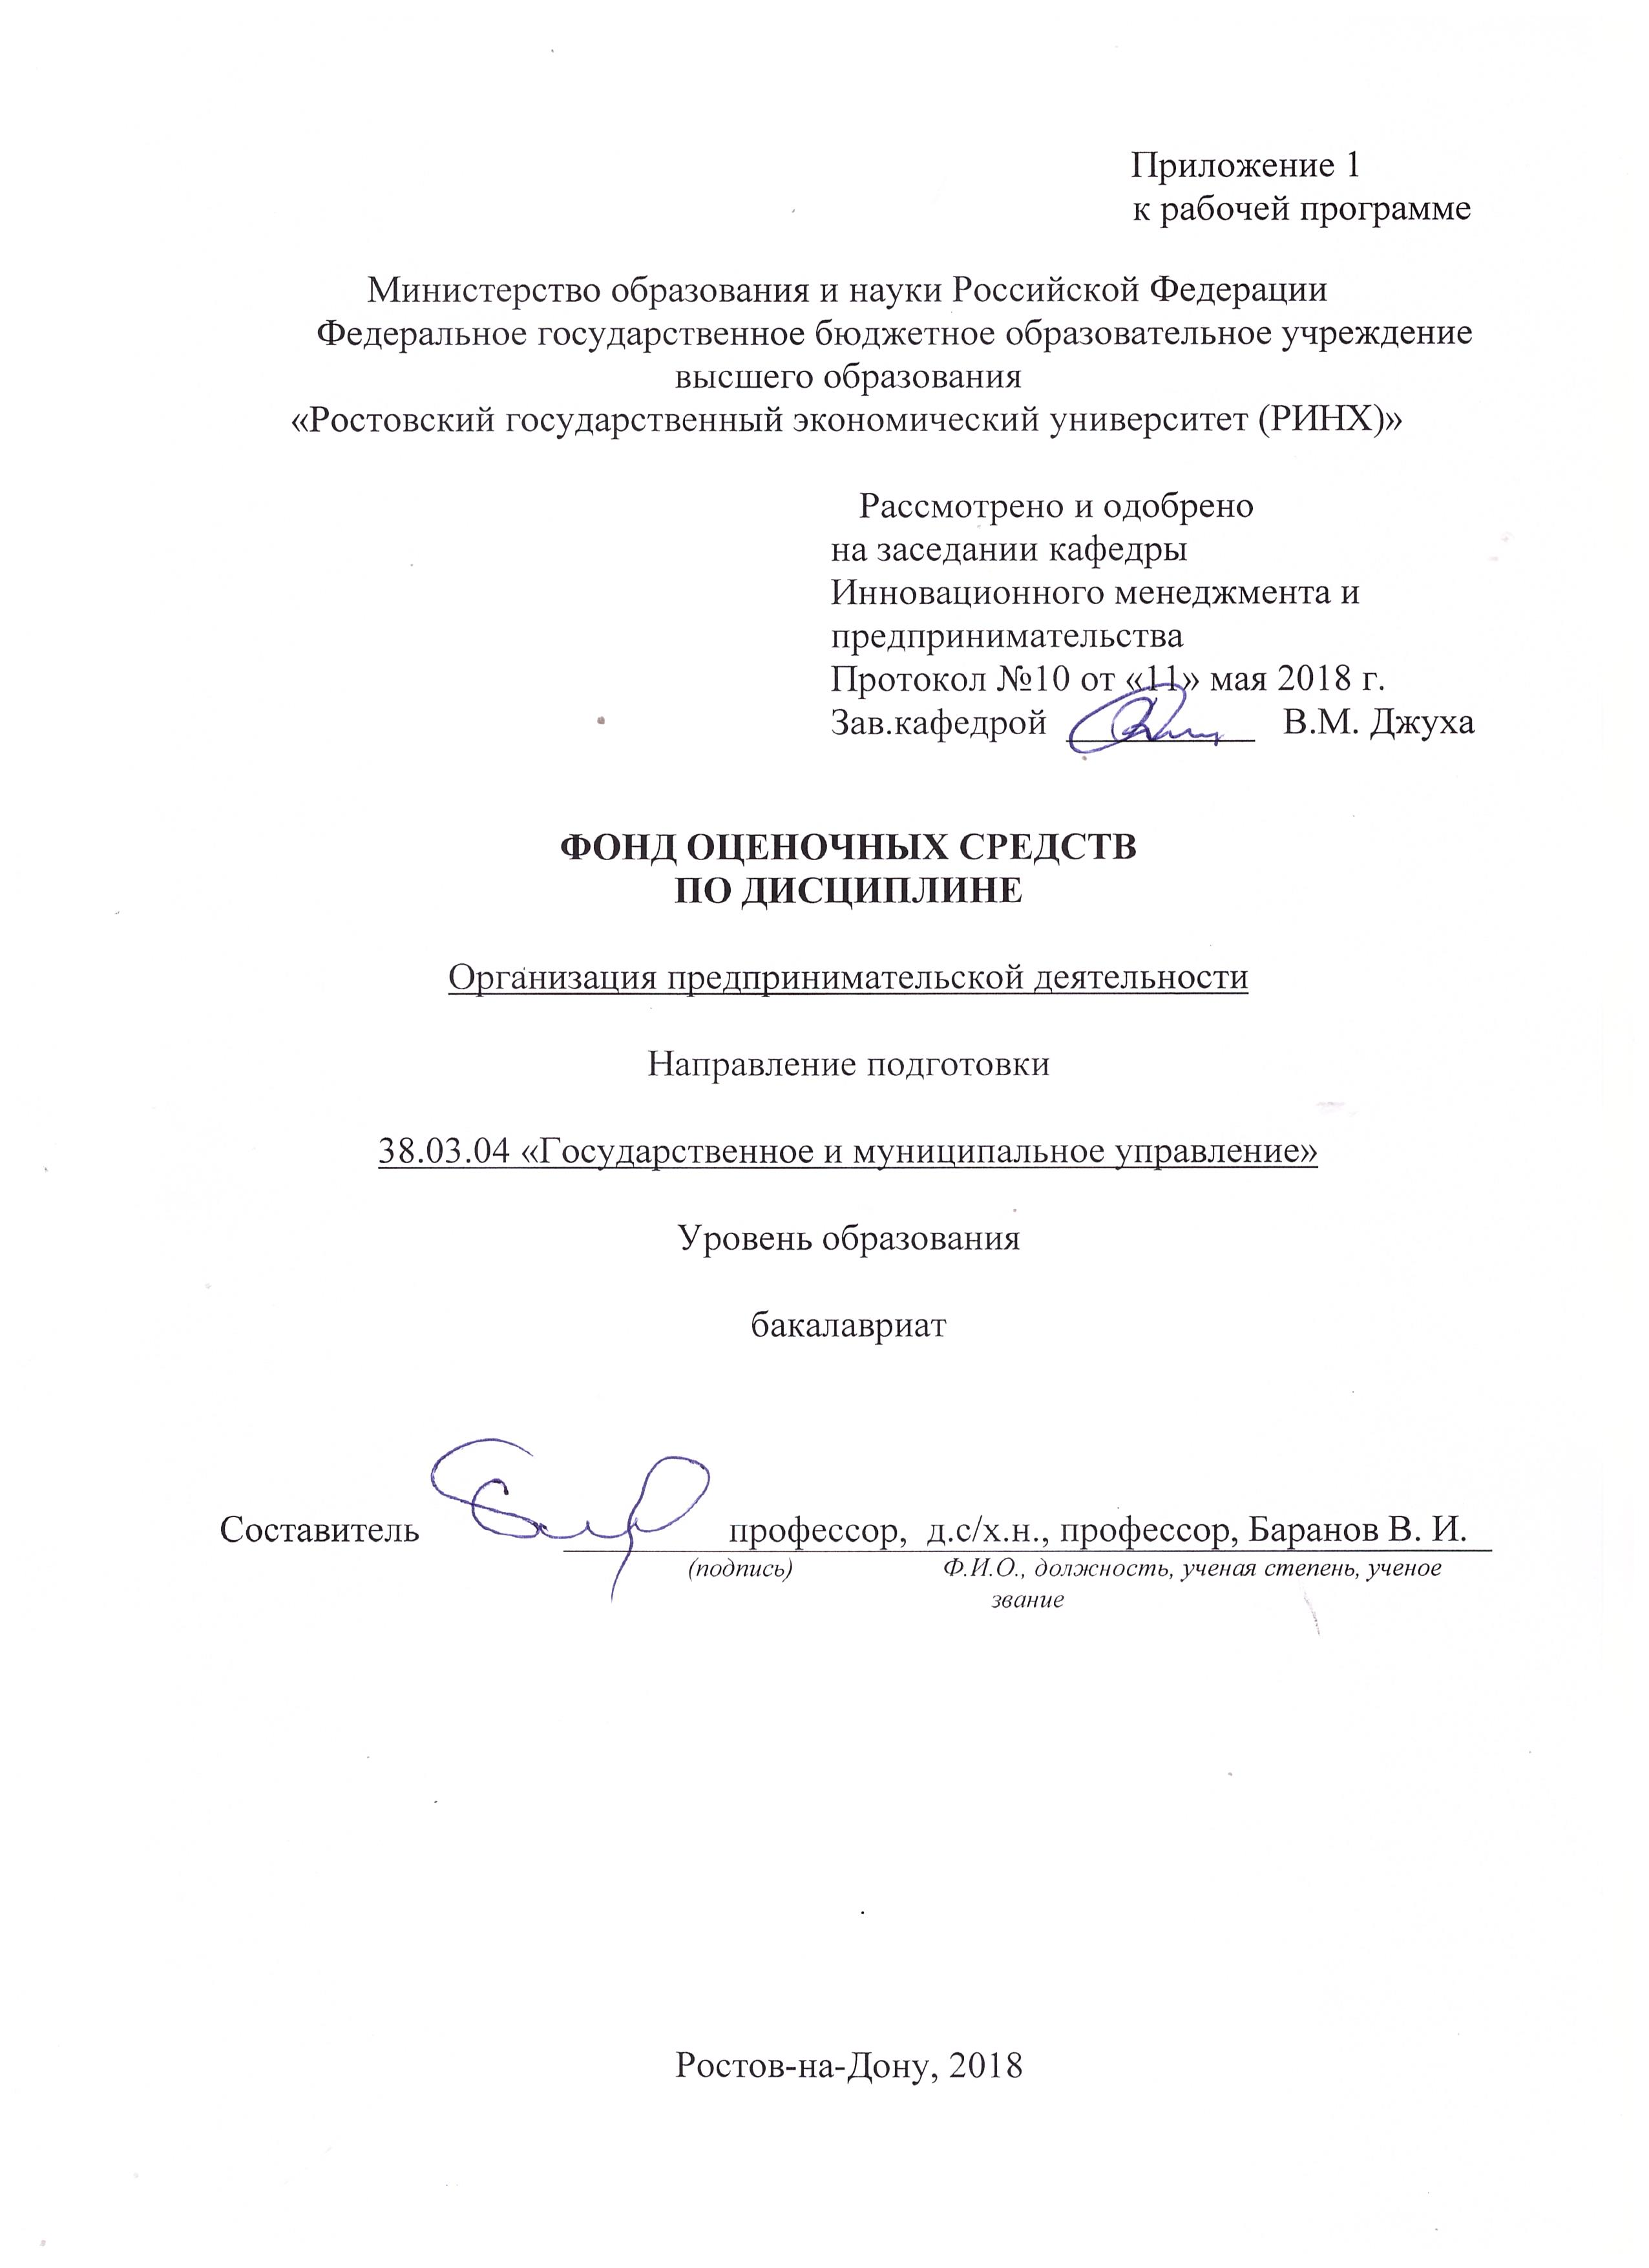 Приложение 1
к рабочей программе
Министерство образования и науки Российской Федерации
Федеральное государственное бюджетное образовательное учреждение
высшего образования
«Ростовский государственный экономический университет (РИНХ)»
Рассмотрено и одобрено
на заседании кафедры
Инновационного менеджмента и
предпринимательства
Протокол №10 от «11» мая 2018 г.
Зав.кафедрой __________ В.М. Джуха
ФОНД ОЦЕНОЧНЫХ СРЕДСТВ
ПО ДИСЦИПЛИНЕ
Организация предпринимательской деятельности
Направление подготовки
38.03.04 «Государственное и муниципальное управление»
Уровень образования
бакалавриат
Составитель профессор, д.с/х.н., профессор, Баранов В. И.
(подпись) Ф.И.О., должность, ученая степень, ученое
звание
Ростов-на-Дону, 2018